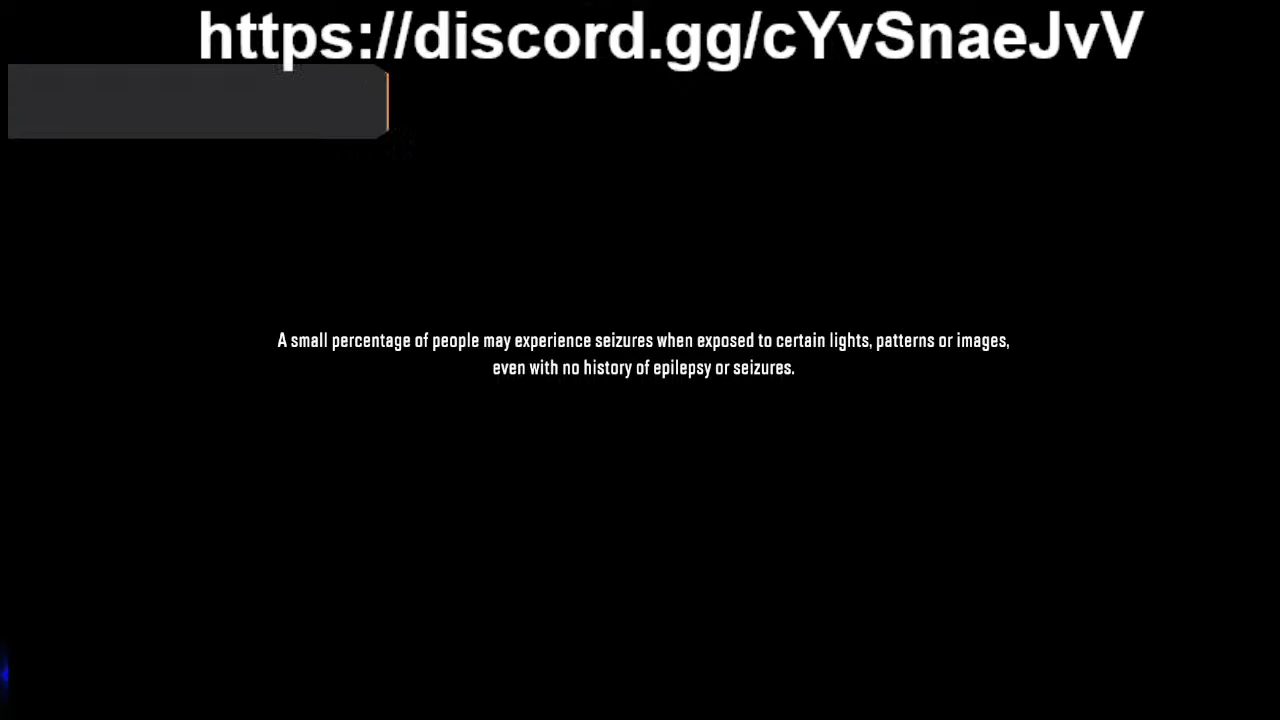 https://discord.gg/cYvSnaeJvV
A small percentage of people may experience seizures when exposed to certain lights, patterns or images,
even with no history of epilepsy or seizures.